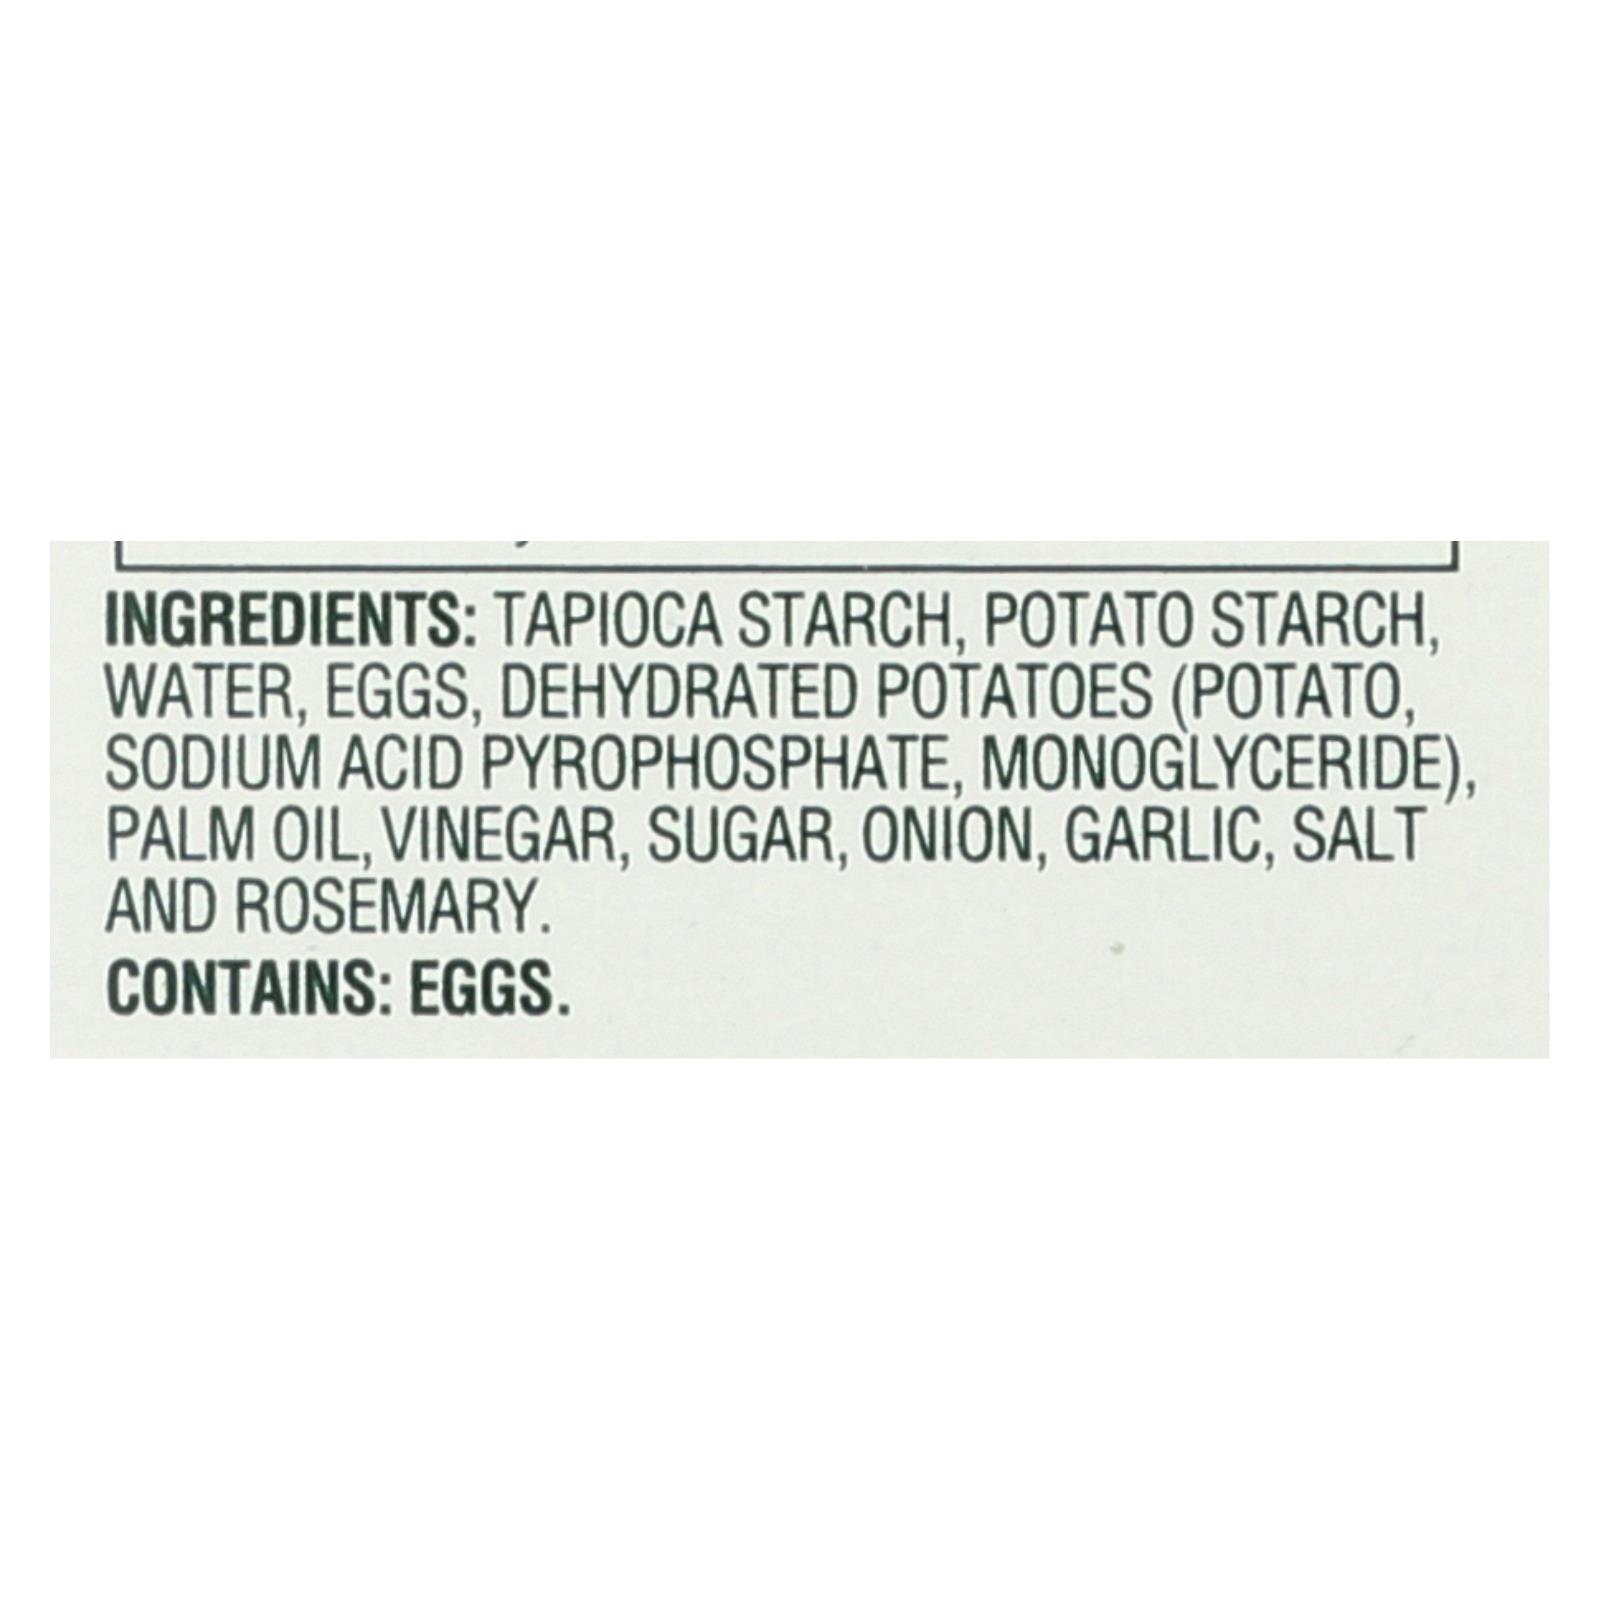 INGREDIENTS: TAPIOCA STARCH, POTATO STARCH,
WATER, EGGS, DEHYDRATED POTATOES (POTATO,
SODIUM ACID PYROPHOSPHATE, MONOGLYCERIDE),
PALM OIL, VINEGAR, SUGAR, ONION, GARLIC, SALT
AND ROSEMARY.
CONTAINS: EGGS.